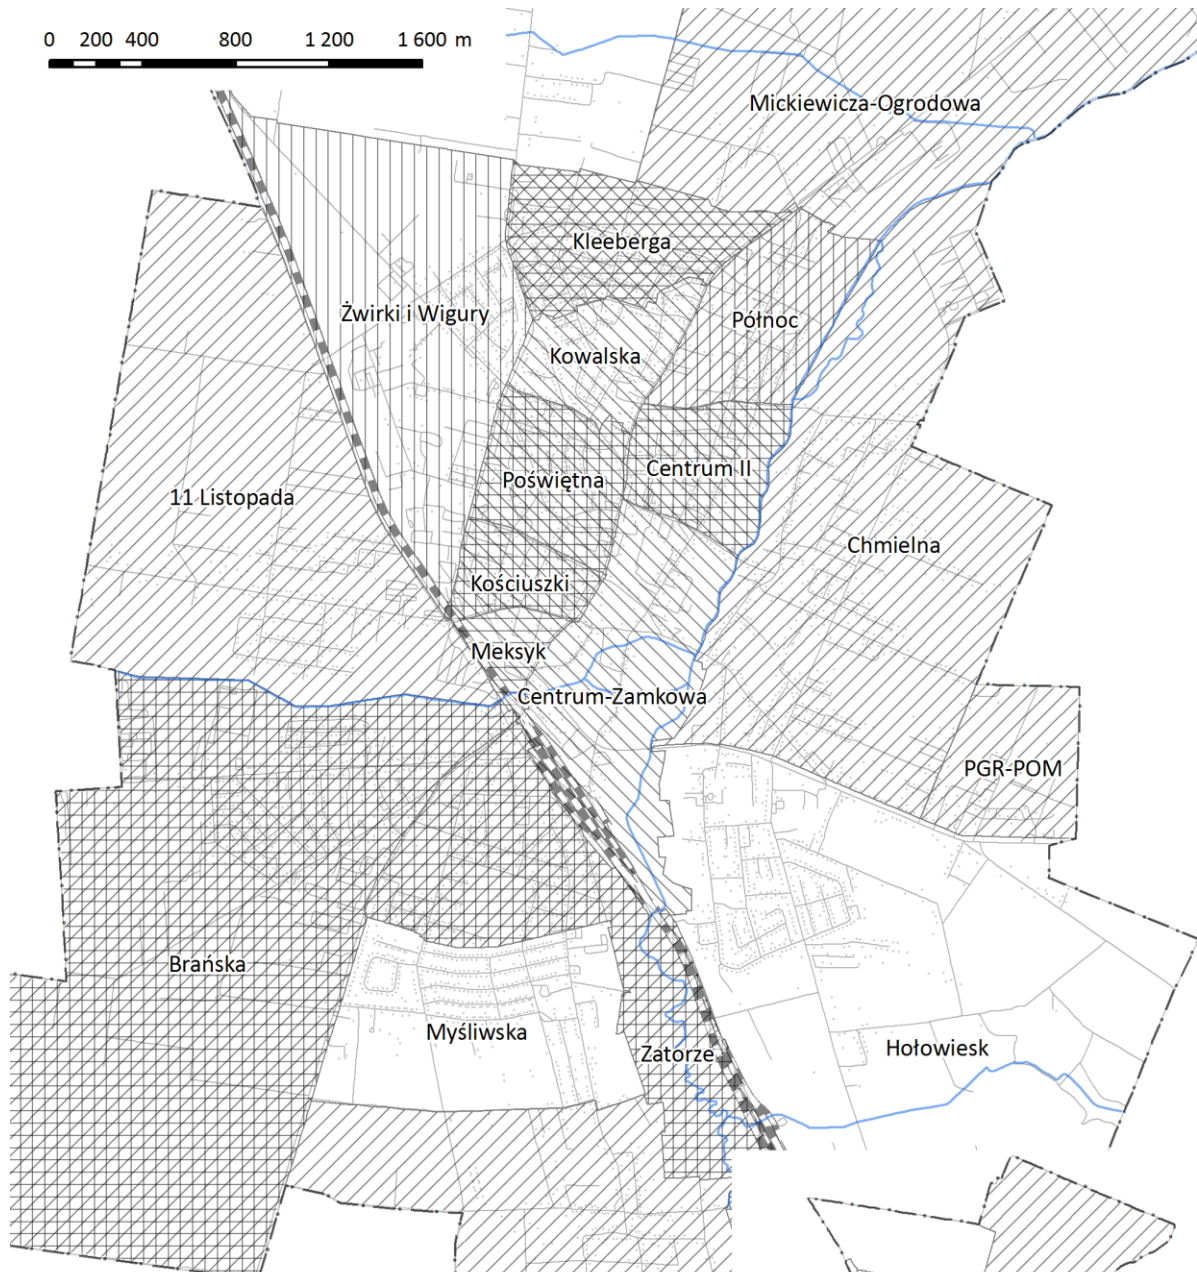 0 200 400 800 1 200 1 600 m
Mickiewicza-Ogrodowa
Kleeberga
Żwirki i Wigury
Północ
Kowalska
Centrum II
Poświętna
11 Listopada
Chmielna
Kościuszki
Meksyk
Centrum-Zamkowa
PGR-POM
Brańska
Myśliwska
Zatorze
Hołowiesk